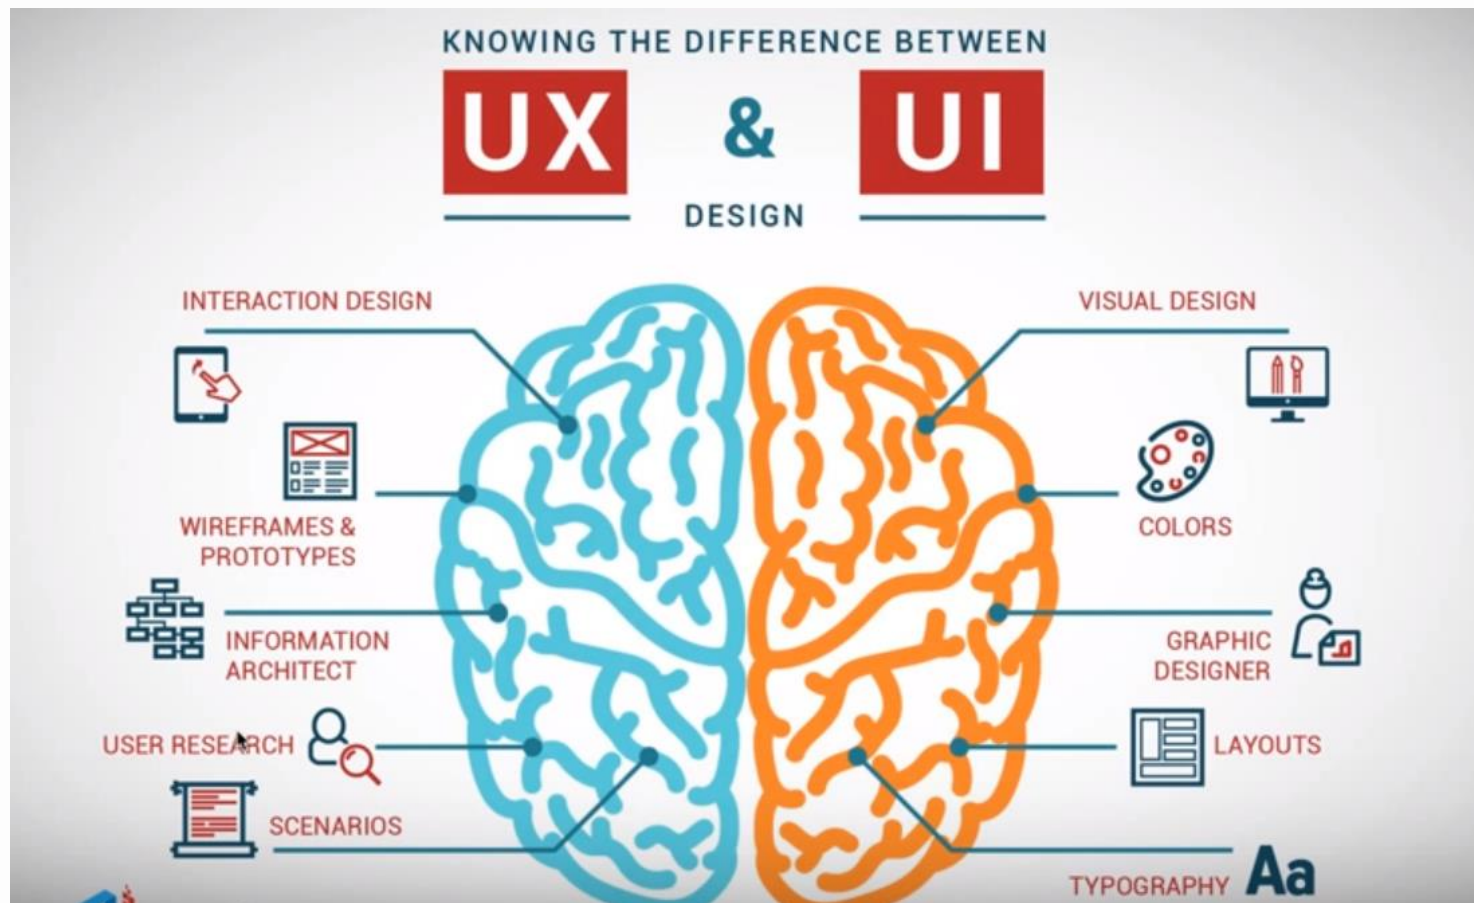 KNOWING THE DIFFERENCE BETWEEN
UX & UI
DESIGN
INTERACTION DESIGN
WIREFRAMES &
PROTOTYPES
INFORMATION
ARCHITECT
USER RESEARCH
SCENARIOS
VISUAL DESIGN
COLORS
GRAPHIC
DESIGNER
LAYOUTS
TYPOGRAPHY Aa